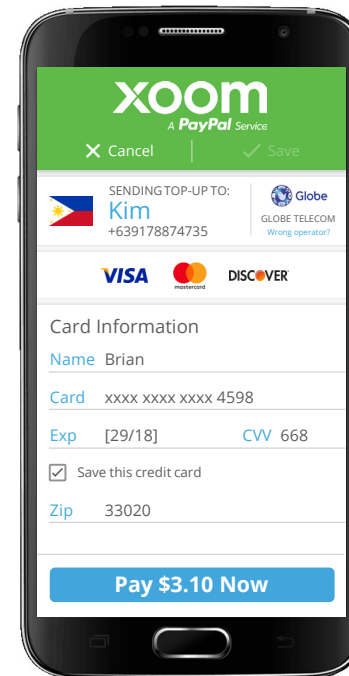 xoom
A PayPal Service
Cancel Save
SENDING TOP-UP TO:
Kim
+639178874735
Globe
GLOBE TELECOM
Wrong operator?
VISA mastercard DISCOVER
Card Information
Name Brian
Card xxxx xxxx xxxx 4598
Exp [29/18] CVV 668
Save this credit card
Zip 33020
Pay $3.10 Now